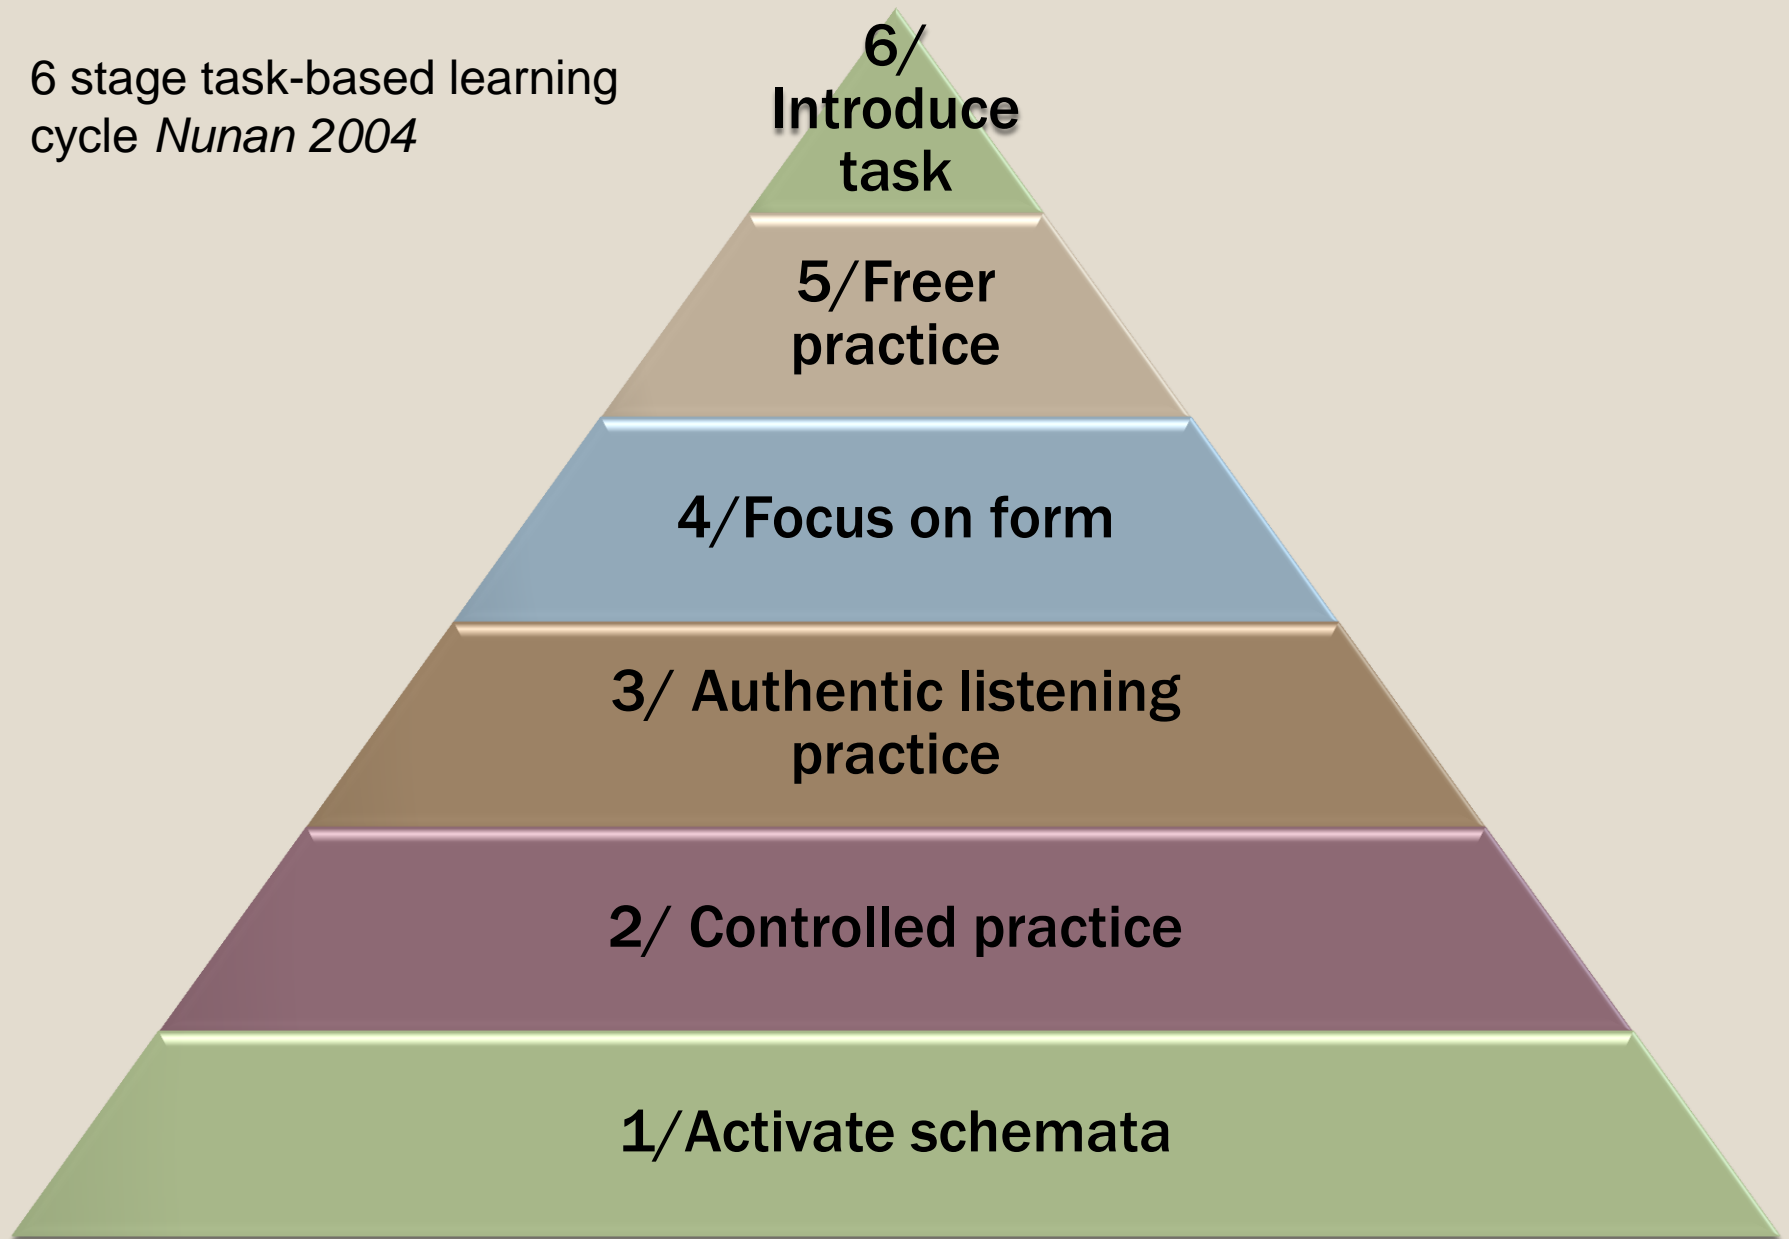 6 stage task-based learning
cycle Nunan 2004
6/
Introduce
task
5/Freer
practice
4/Focus on form
3/ Authentic listening
practice
2/ Controlled practice
1/Activate schemata